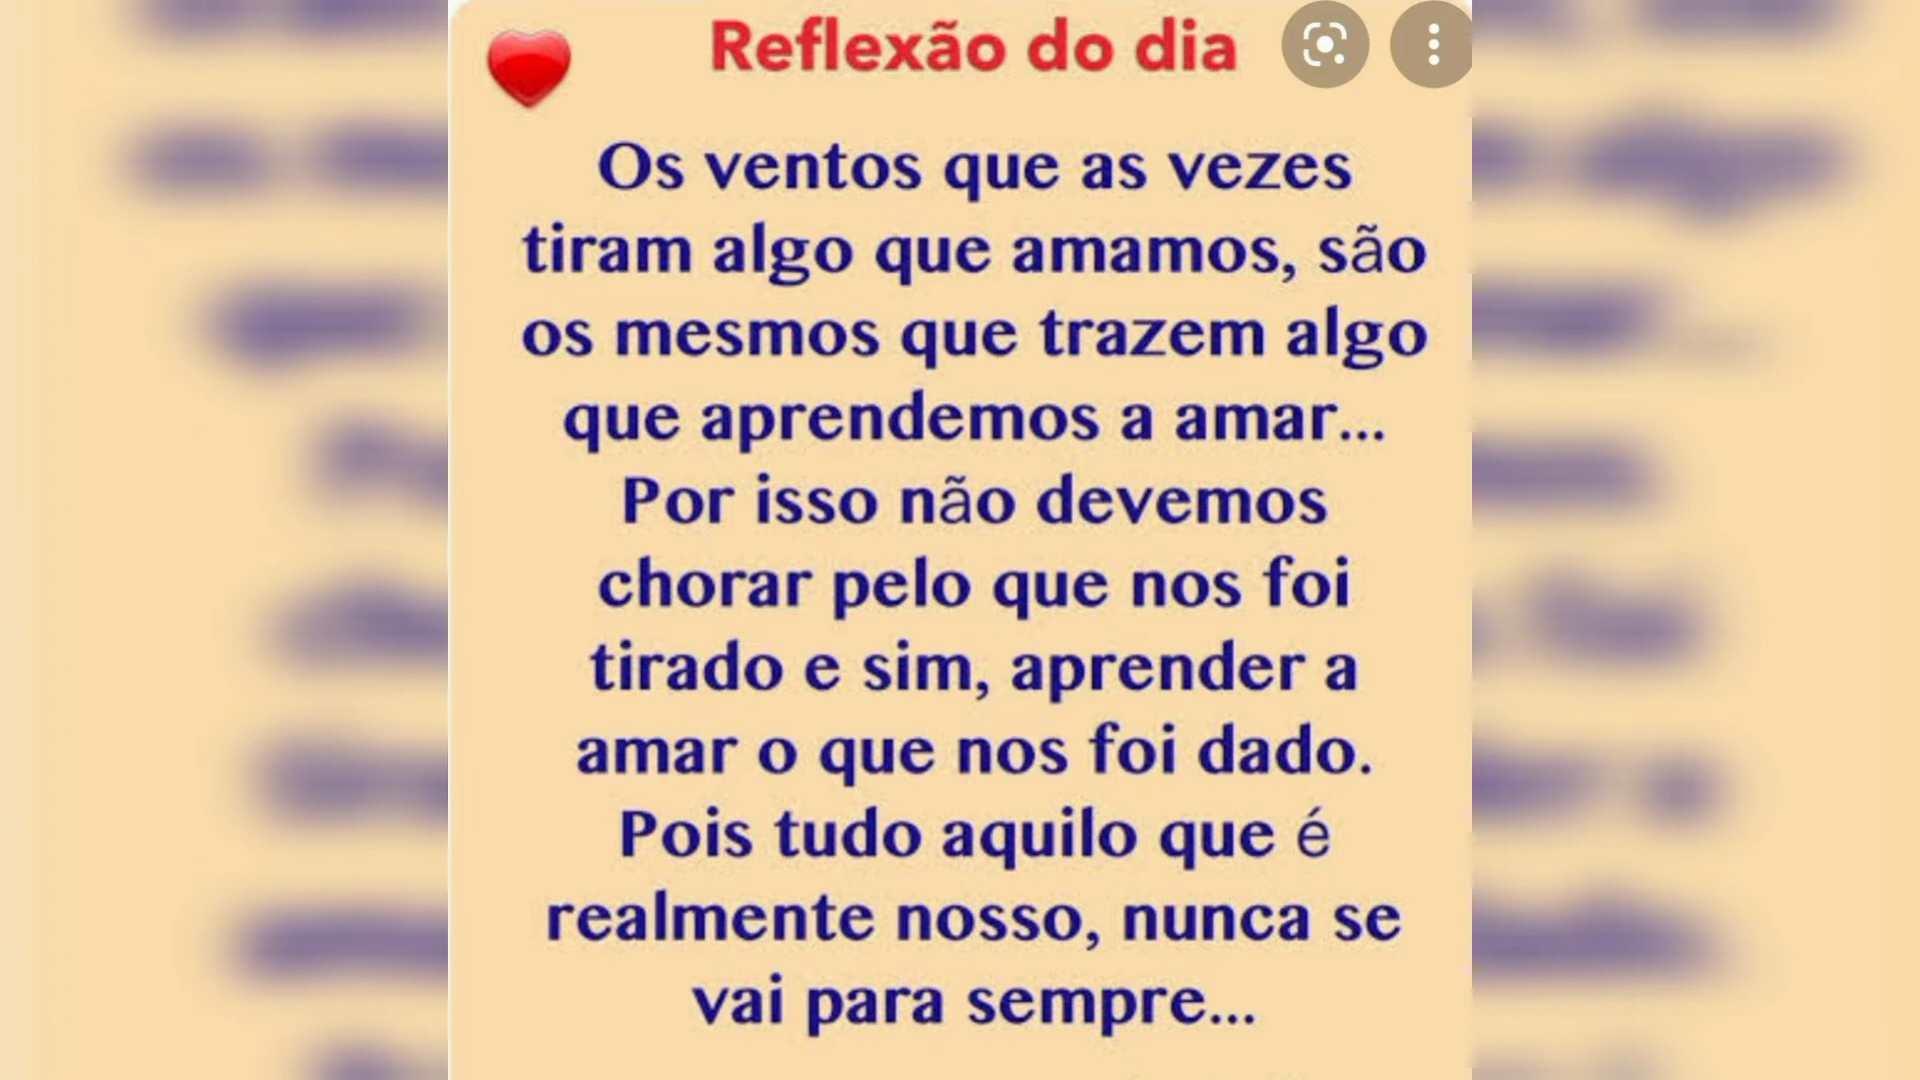 Reflexão do dia
Os ventos que as vezes
tiram algo que amamos, são
os mesmos que trazem algo
que aprendemos a amar...
Por isso não devemos
chorar pelo que nos foi
tirado e sim, aprender a
amar o que nos foi dado.
Pois tudo aquilo que é
realmente nosso, nunca se
vai para sempre...